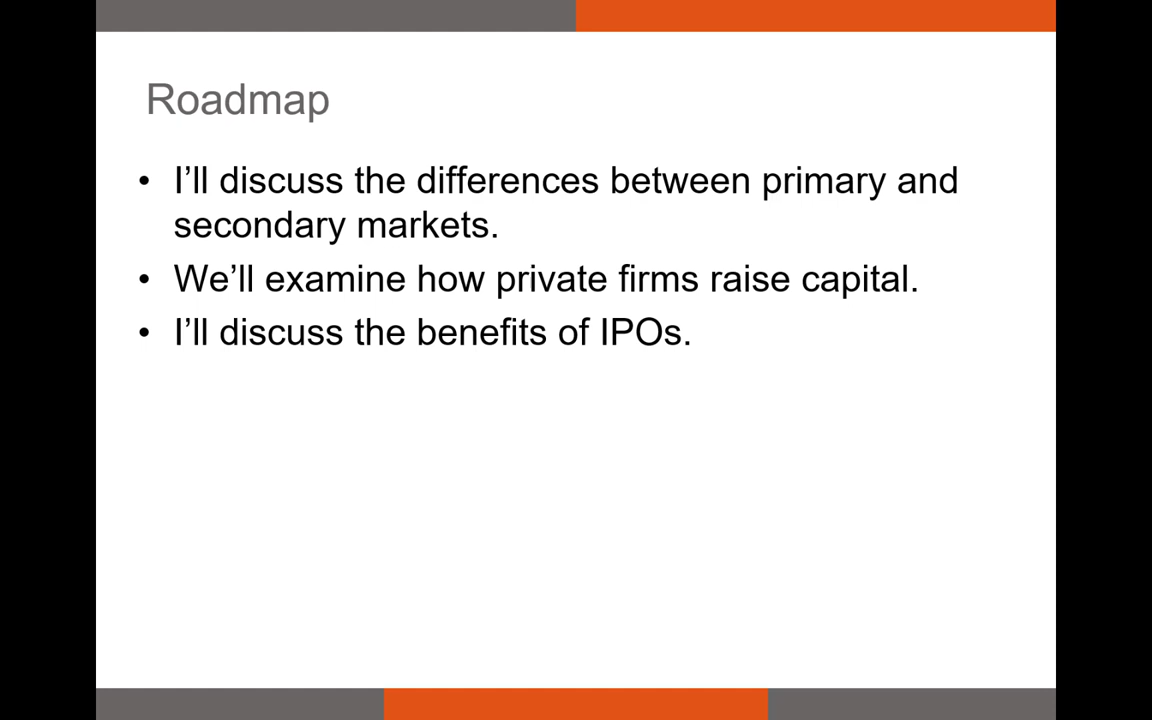 Roadmap
• I’ll discuss the differences between primary and
secondary markets.
• We’ll examine how private firms raise capital.
• I’ll discuss the benefits of IPOs.